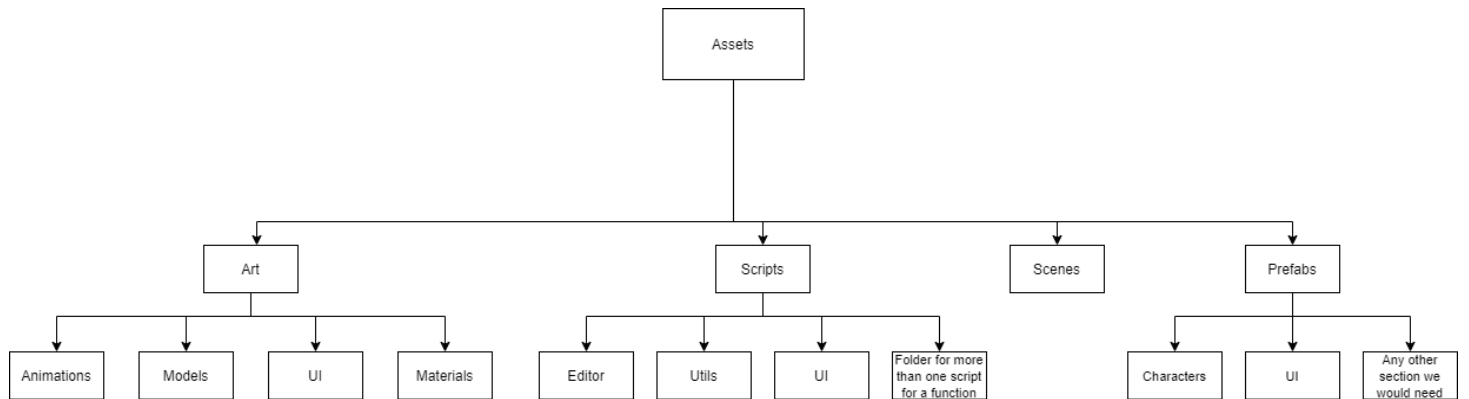 Assets
Art
Scripts
Scenes
Prefabs
Animations
Models
UI
Materials
Editor
Utils
UI
Folder for more
than one script
for a function
Characters
UI
Any other
section we
would need